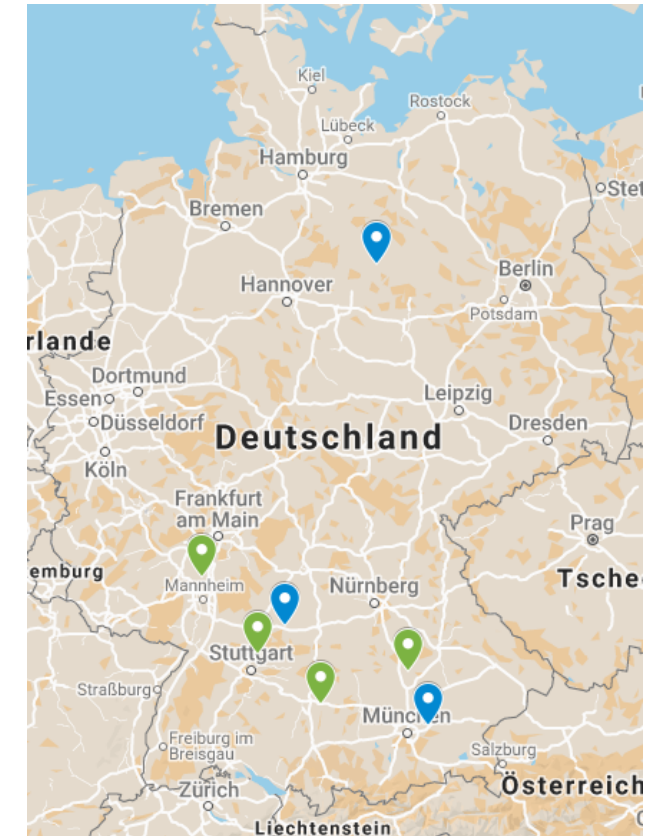 Kiel
Rostock
Lübeck
Hamburg
Stet
Bremen
Berlin
Hannover
Potsdam
rlande
Dortmund
Essen
Leipzig
Düsseldorf
Deutschland
Dresden
Köln
Frankfurt
am Main
Prag
emburg
Tsche
Mannheim
Nürnberg
Stuttgart
Straßburg
München
Freiburg im
Breisgau
Salzburg
Zürich
Österreich
Liechtenstein